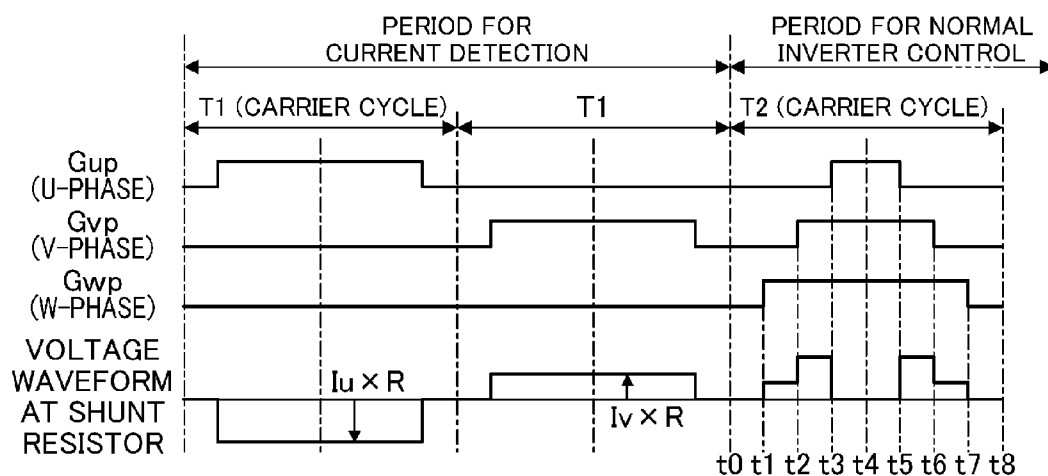 PERIOD FOR
CURRENT DETECTION
PERIOD FOR NORMAL
INVERTER CONTROL
T1 (CARRIER CYCLE)
T1
T2 (CARRIER CYCLE)
Gup
(U-PHASE)
Gvp
(V-PHASE)
Gwp
(W-PHASE)
VOLTAGE
WAVEFORM
AT SHUNT
RESISTOR
Iu × R
Iv × R
t0 t1 t2 t3 t4 t5 t6 t7 t8